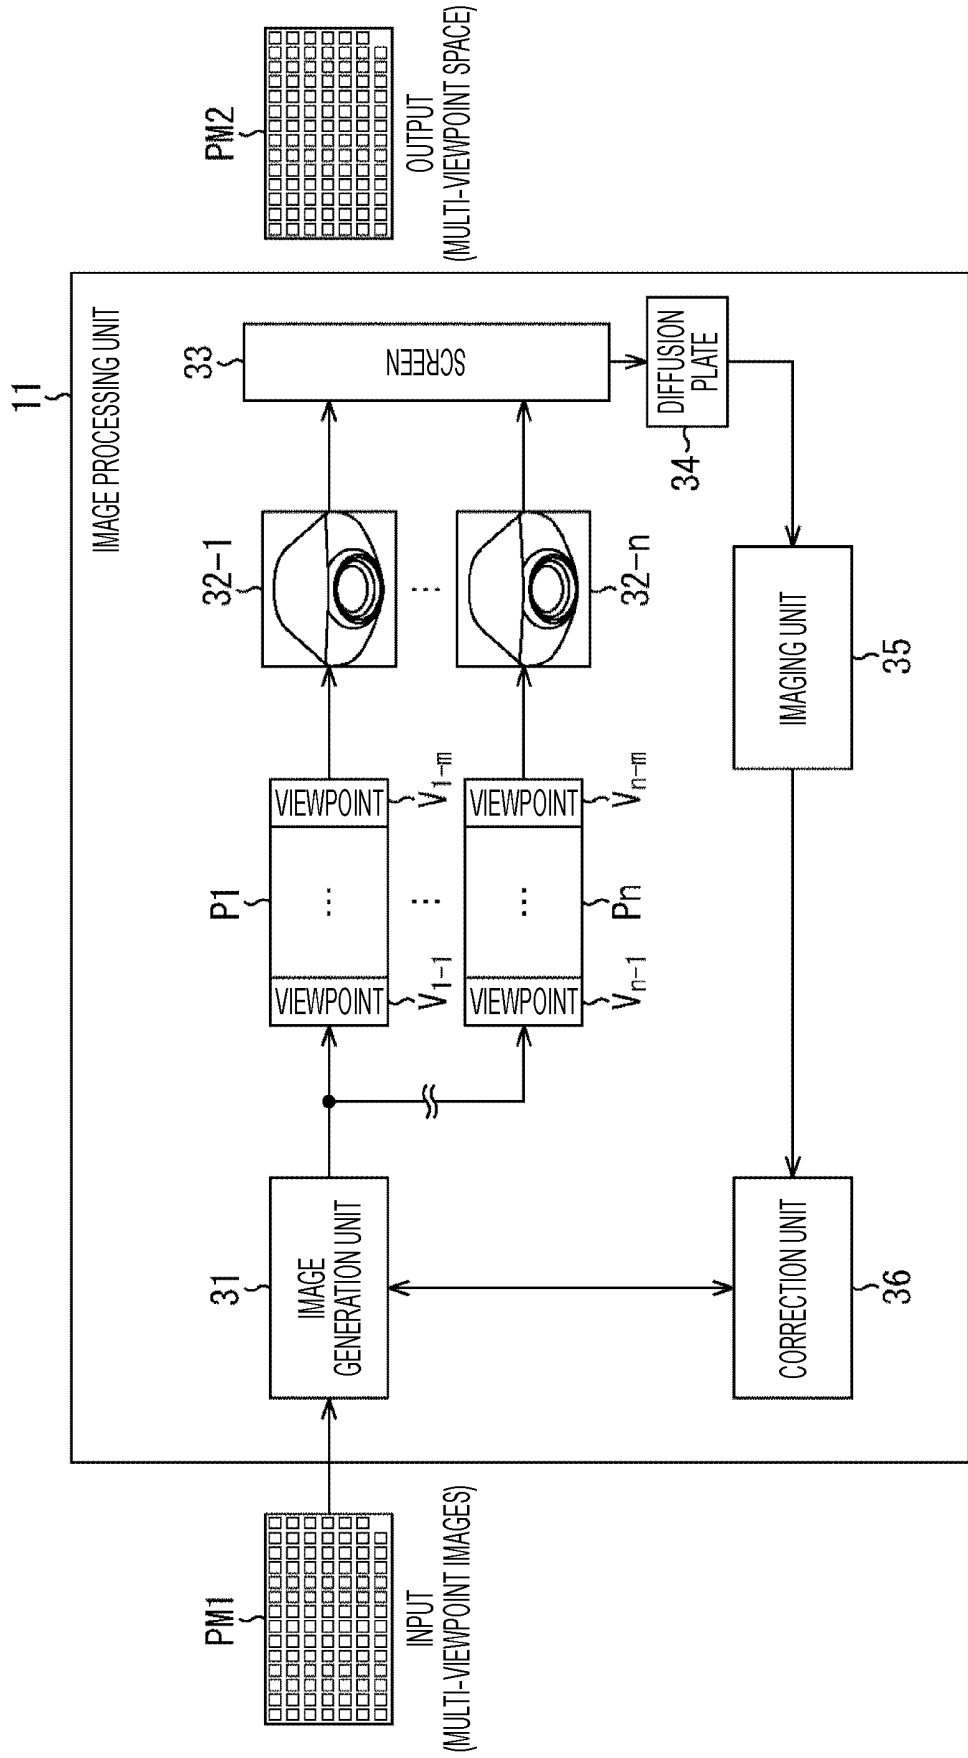 11
IMAGE PROCESSING UNIT
PM1
INPUT
(MULTI-VIEWPOINT IMAGES)
31
IMAGE
GENERATION UNIT
P1
VIEWPOINT
...
VIEWPOINT
V1-1
...
V1-m
VIEWPOINT
...
VIEWPOINT
Vn-1
Pn
Vn-m
32-1
...
32-n
33
SCREEN
34
DIFFUSION
PLATE
IMAGING UNIT
35
CORRECTION UNIT
36
PM2
OUTPUT
(MULTI-VIEWPOINT SPACE)